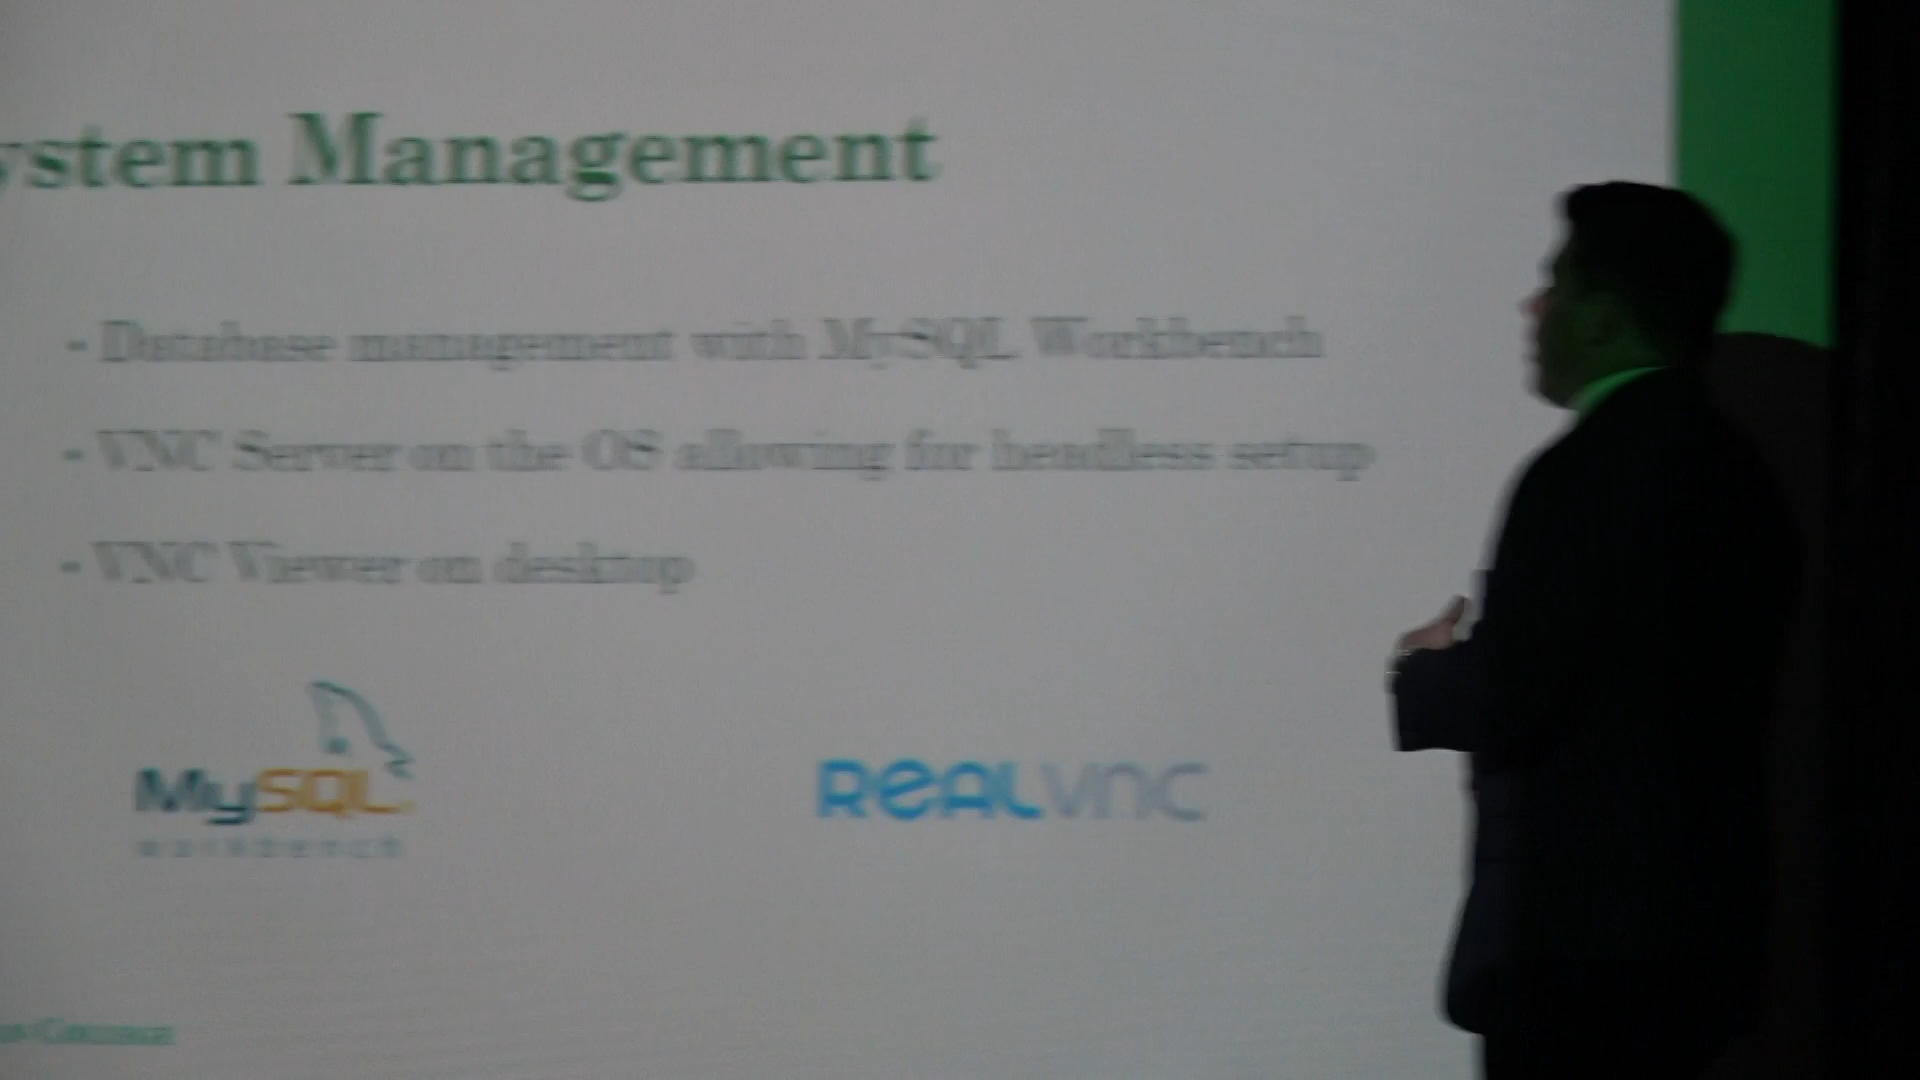 ystem Management
- Database management with MySQL Workbench
- VNC Server on the OS allowing for headless setup
- VNC Viewer on desktop
MySQL
workbench
REALVNC
College